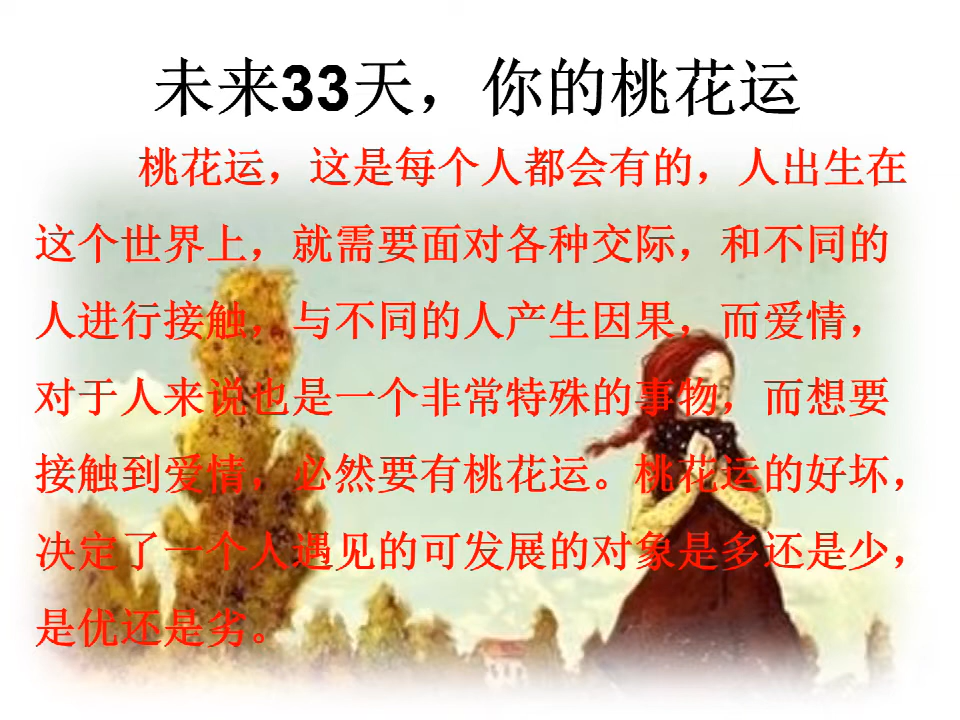 未来33天，你的桃花运
桃花运，这是每个人都会有的，人出生在
这个世界上，就需要面对各种交际，和不同的
人进行接触，与不同的人产生因果，而爱情，
对于人来说也是一个非常特殊的事物，而想要
接触到爱情，必然要有桃花运。桃花运的好坏，
决定了一个人遇见的可发展的对象是多还是少，
是优还是劣。